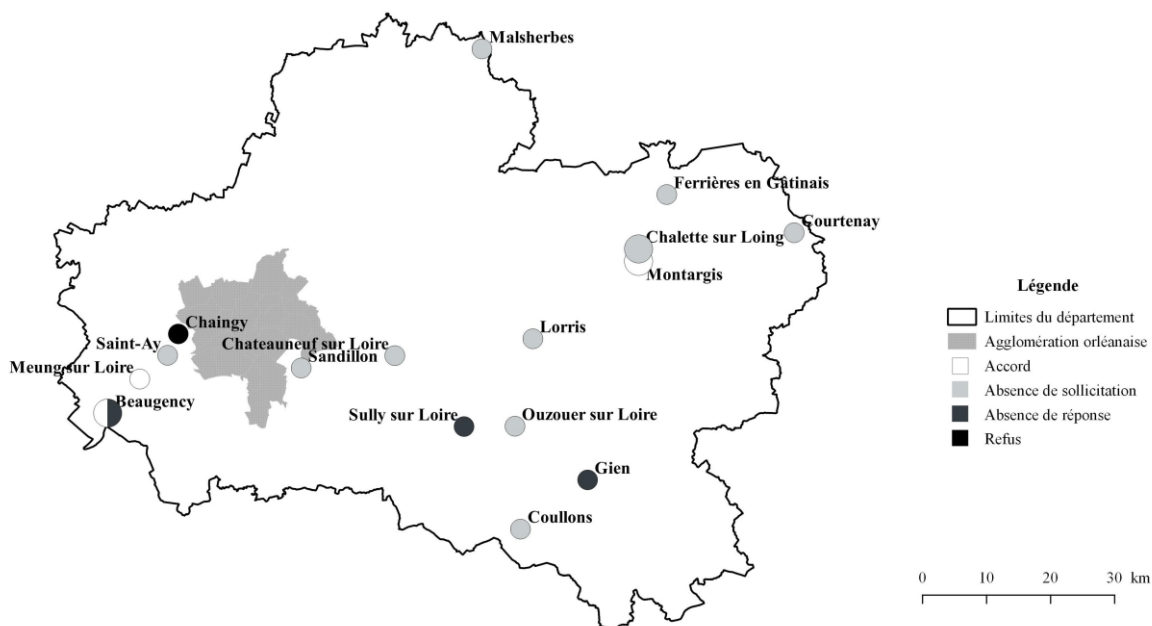 Malsherbes
Ferrières en Gâtinais
Courtenay
Chalette sur Loing
Montargis
Chaingy
Saint-Ay
Chateauneuf sur Loire
Sandillon
Lorris
Meung sur Loire
Beaugency
Sully sur Loire
Ouzouer sur Loire
Gien
Coullons
Légende
Limites du département
Agglomération orléanaise
Accord
Absence de sollicitation
Absence de réponse
Refus
0 10 20 30 km